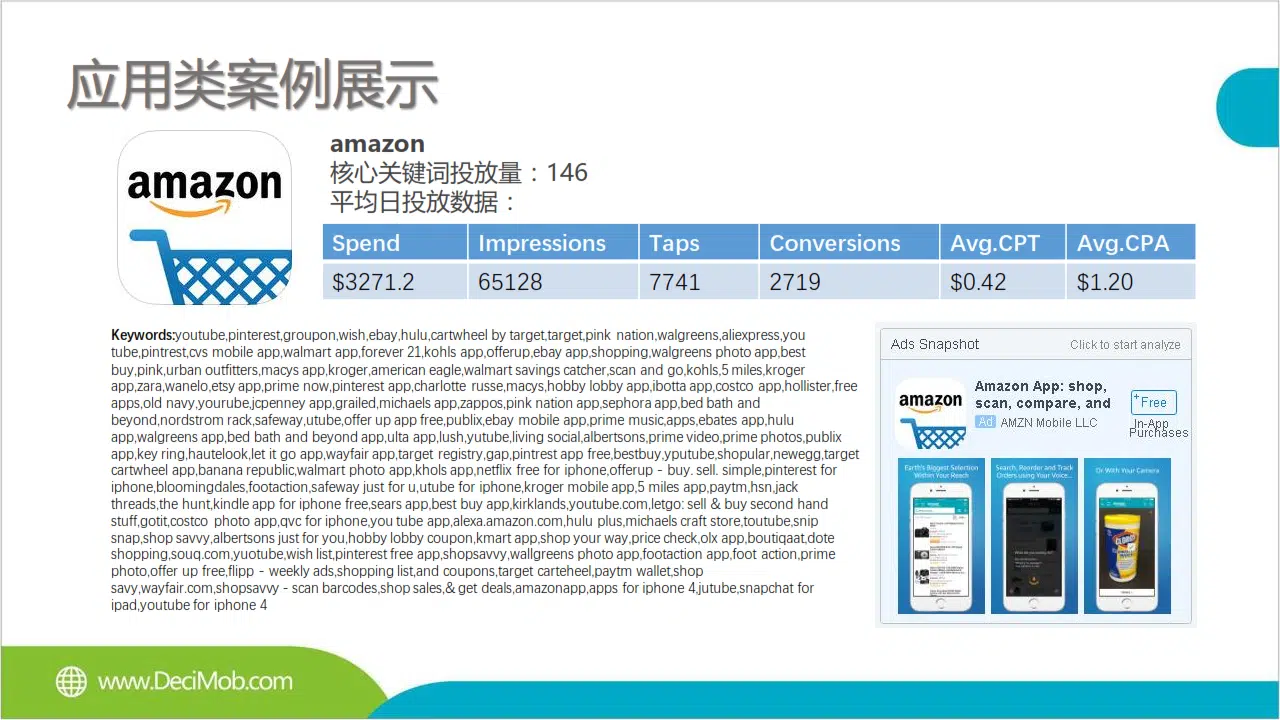 应用类案例展示
amazon
amazon
核心关键词投放量：146
平均日投放数据：
Spend Impressions Taps Conversions Avg.CPT Avg.CPA
$3271.2 65128 7741 2719 $0.42 $1.20
Keywords:youtube,pinterest,groupon,wish,ebay,hulu,cartwheel by target,target,pink nation,walgreens,aliexpress,you
tube,pintrest,cvs mobile app,walmart app,forever 21,kohls app,offerup,ebay app,shopping,walgreens photo app,best
buy,pink,urban outfitters,macys app,kroger,american eagle,walmart savings catcher,scan and go,kohls,5 miles,kroger
app,zara,wanelo,etsy app,prime now,pinterest app,charlotte russe,macys,hobby lobby app,ibotta app,costco app,hollister,free
apps,old navy,yourube,jcpenney app,grailed,michaels app,zappos,pink nation app,sephora app,bed bath and
beyond,nordstrom rack,safeway,utube,offer up app free,publix,ebay mobile app,prime music,apps,ebates app,hulu
app,walgreens app,bed bath and beyond app,ulta app,lush,yutube,living social,albertsons,prime video,prime photos,publix
app,key ring,hautelook,let it go app,wayfair app,target registry,gap,pintrest app free,bestbuy,yputube,shopular,newegg,target
cartwheel app,banana republic,walmart photo app,khols app,netflix free for iphone,offerup - buy. sell. simple,pinterest for
iphone,bloomingdales,botaction,pintrest for iphone,kroger mobile app,5 miles app,paytm,hsn,jack
threads,the hunt,kindle app for iphone free,sears app,best buy app,kirklands,youtube.com,letgo: sell & buy second hand
stuff,gotit,costco photo app,qvc for iphone,you tube app,alexa.amazon.com,hulu plus,michaels craft store,toutube,snip
snap,shop savvy,albertsons just for you,hobby lobby coupon,kmart app,shop your way,price check,olx app,boutiqaat,dote
shopping,souq.com,yotube,wish list,pinterest free app,shopsavvy,wallgreens photo app,foodlion app,foot action,prime
photo,offer up free,flipp - weekly ads, shopping list,and coupons,target cartehel,paytm wallet,shop
savy,wayfair.com,shopsavvy - scan barcodes,shop sales,& get deals,amazonapp,apps for iphone 4,jutube,snapchat for
ipad,youtube for iphone 4
Ads Snapshot Click to start analyze
amazon
Amazon App: shop,
scan, compare, and
Ad AMZN Mobile LLC
+Free
In-App
Purchases
Earth's Biggest Selection
Within Your Reach
Search, Reorder and Track
Orders using Your Voice...
Or With Your Camera
CLOROX
www.DeciMob.com